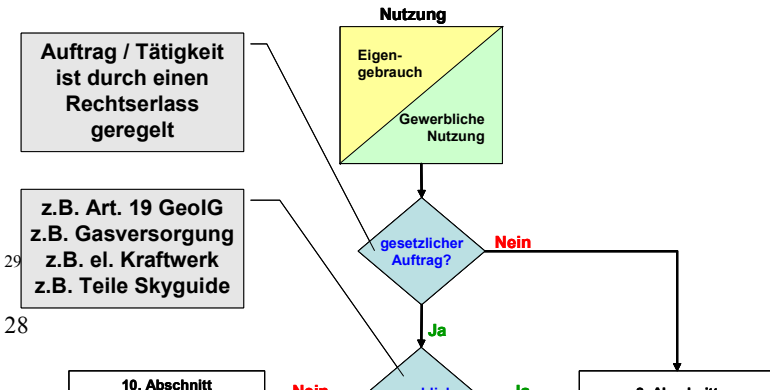 Nutzung
Auftrag / Tätigkeit
ist durch einen
Rechtserlass
geregelt
Eigen-
gebrauch
Gewerbliche
Nutzung
z.B. Art. 19 GeoIG
z.B. Gasversorgung
z.B. el. Kraftwerk
z.B. Teile Skyguide
29
28
gesetzlicher
Auftrag?
Nein
Ja
10. Abschnitt
Nein
Ja
Abschnitt